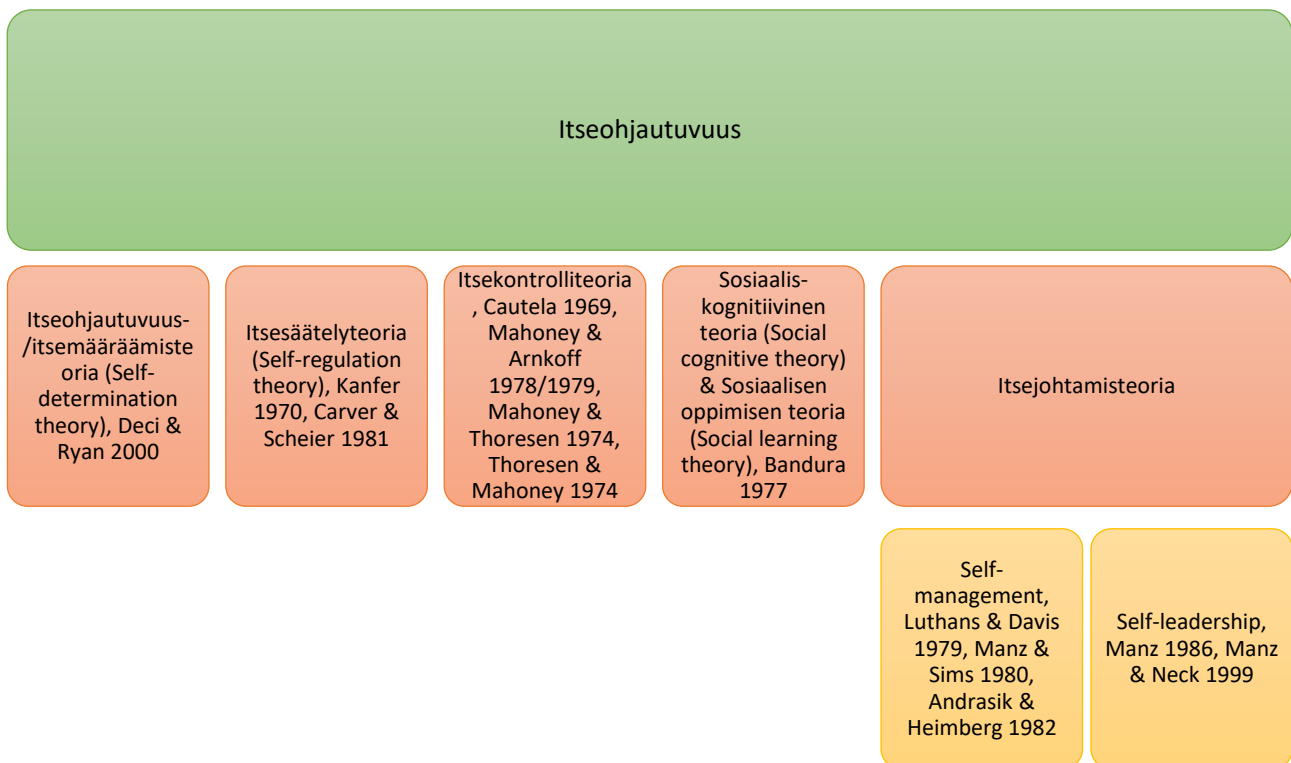 Itseohjautuvuus
Itseohjautuvuus-
/itsemääräämiste
oria (Self-
determination
theory), Deci &
Ryan 2000
Itsesäätelyteoria
(Self-regulation
theory), Kanfer
1970, Carver &
Scheier 1981
Itsekontrolliteoria
, Cautela 1969,
Mahoney &
Arnkoff
1978/1979,
Mahoney &
Thoresen 1974,
Thoresen &
Mahoney 1974
Sosiaalis-
kognitiivinen
teoria (Social
cognitive theory)
& Sosiaalisen
oppimisen teoria
(Social learning
theory), Bandura
1977
Itsejohtamisteoria
Self-
management,
Luthans & Davis
1979, Manz &
Sims 1980,
Andrasik &
Heimberg 1982
Self-leadership,
Manz 1986, Manz
& Neck 1999